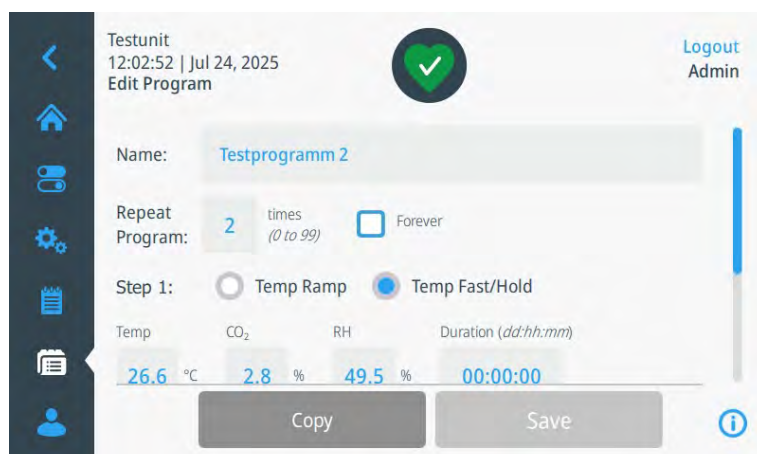 Testunit
12:02:52 | Jul 24, 2025
Edit Program
Logout
Admin
Name: Testprogramm 2
Repeat Program: 2 times (0 to 99) Forever
Step 1: Temp Ramp Temp Fast/Hold
Temp CO₂ RH Duration (dd:hh:mm)
26.6 °C 2.8 % 49.5 % 00:00:00
Copy Save